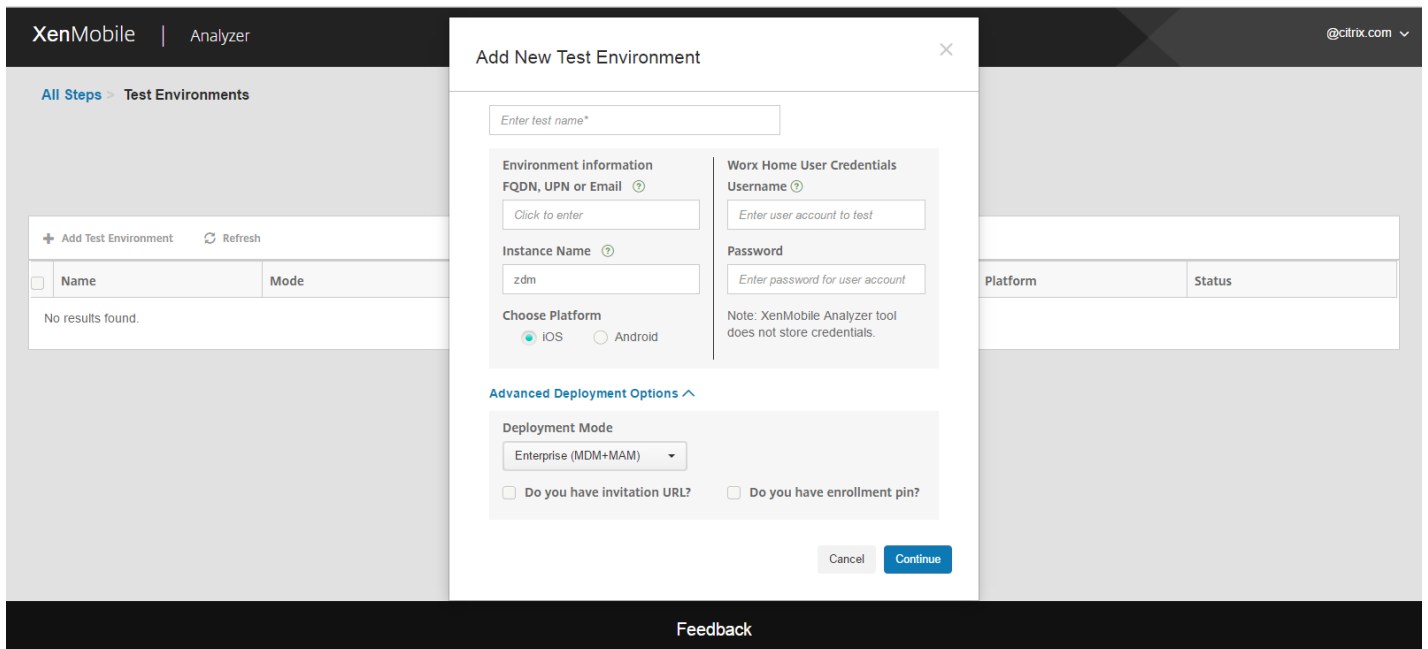 XenMobile | Analyzer
@citrix.com
All Steps > Test Environments
Add Test Environment
Refresh
Name
Mode
Platform
Status
No results found.
Add New Test Environment
Enter test name*
Environment information
FQDN, UPN or Email ?
Click to enter
Instance Name ?
zdm
Choose Platform
iOS
Android
Worx Home User Credentials
Username ?
Enter user account to test
Password
Enter password for user account
Note: XenMobile Analyzer tool
does not store credentials.
Advanced Deployment Options
Deployment Mode
Enterprise (MDM+MAM)
Do you have invitation URL?
Do you have enrollment pin?
Cancel
Continue
Feedback